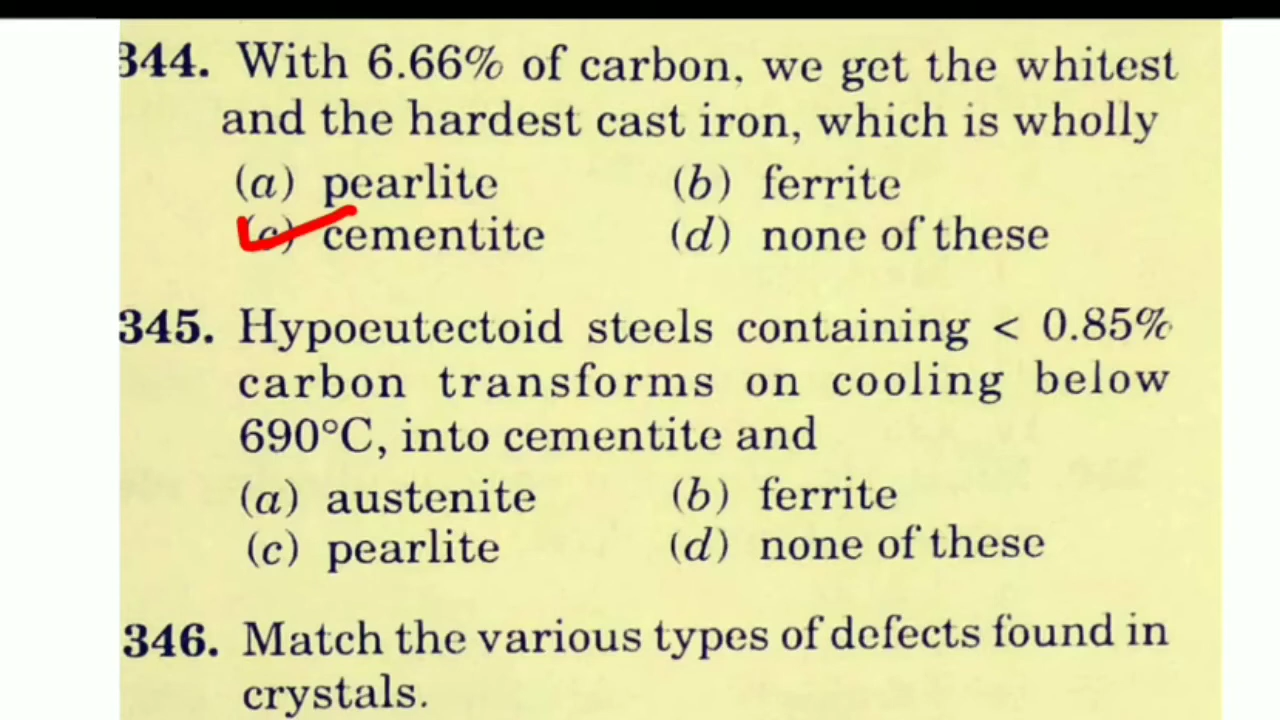 344. With 6.66% of carbon, we get the whitest
and the hardest cast iron, which is wholly
(a) pearlite (b) ferrite
(c) cementite (d) none of these
345. Hypoeutectoid steels containing < 0.85%
carbon transforms on cooling below
690°C, into cementite and
(a) austenite (b) ferrite
(c) pearlite (d) none of these
346. Match the various types of defects found in
crystals.